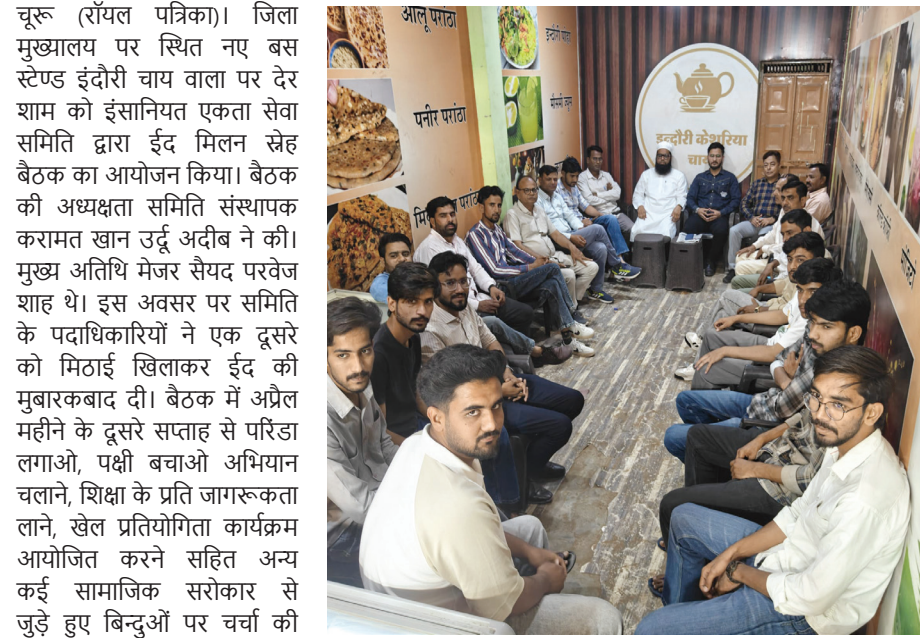 चूरू (रॉयल पत्रिका)। जिला
मुख्यालय पर स्थित नए बस
स्टेण्ड इंदौरी चाय वाला पर देर
शाम को इंसानियत एकता सेवा
समिति द्वारा ईद मिलन स्नेह
बैठक का आयोजन किया। बैठक
की अध्यक्षता समिति संस्थापक
करामत खान उर्दू अदीब ने की।
मुख्य अतिथि मेजर सैयद परवेज
शाह थे। इस अवसर पर समिति
के पदाधिकारियों ने एक दूसरे
को मिठाई खिलाकर ईद की
मुबारकबाद दी। बैठक में अप्रैल
महीने के दूसरे सप्ताह से परिंडा
लगाओ, पक्षी बचाओ अभियान
चलाने, शिक्षा के प्रति जागरूकता
लाने, खेल प्रतियोगिता कार्यक्रम
आयोजित करने सहित अन्य
कई सामाजिक सरोकार से
जुड़े हुए बिन्दुओं पर चर्चा की
आलू परांठा
पनीर परांठा
परांठा
मौसमी ज्यूस
इन्दौरी केशरिया
चाय